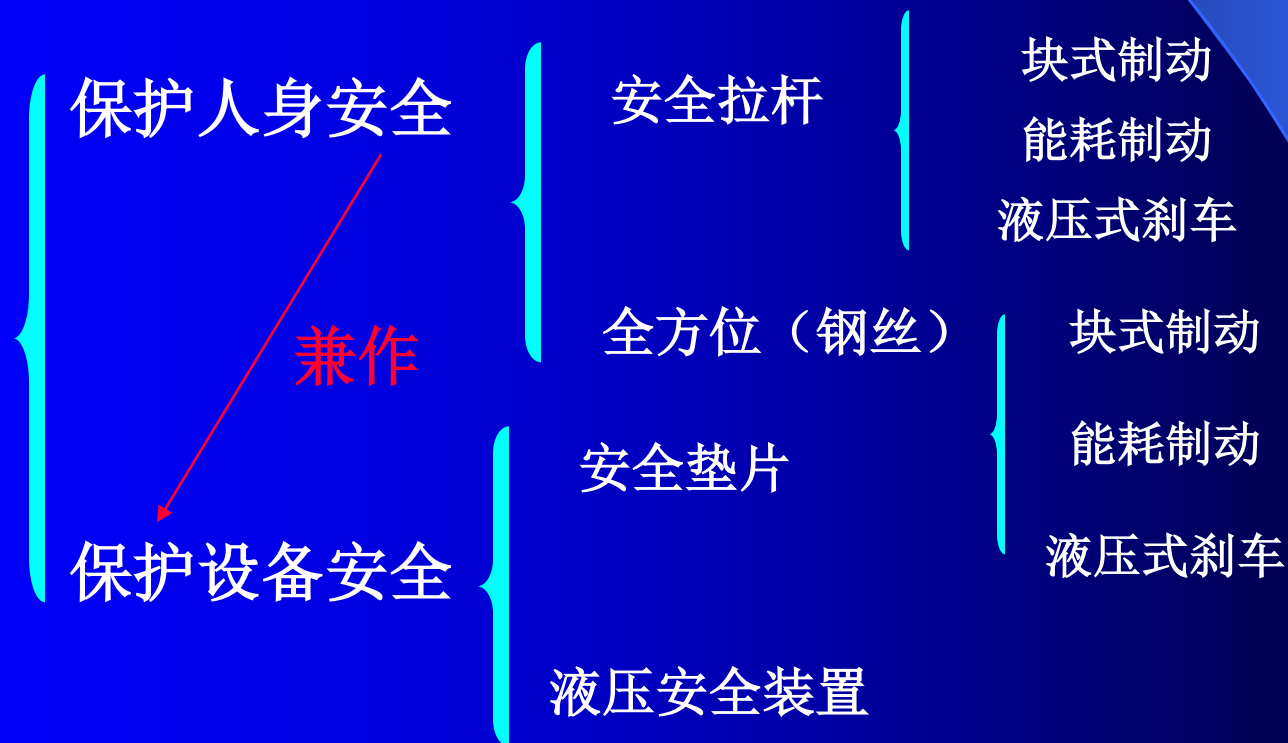 保护人身安全
安全拉杆
块式制动
能耗制动
液压式刹车
全方位（钢丝）
块式制动
能耗制动
液压式刹车
兼作
保护设备安全
安全垫片
液压安全装置